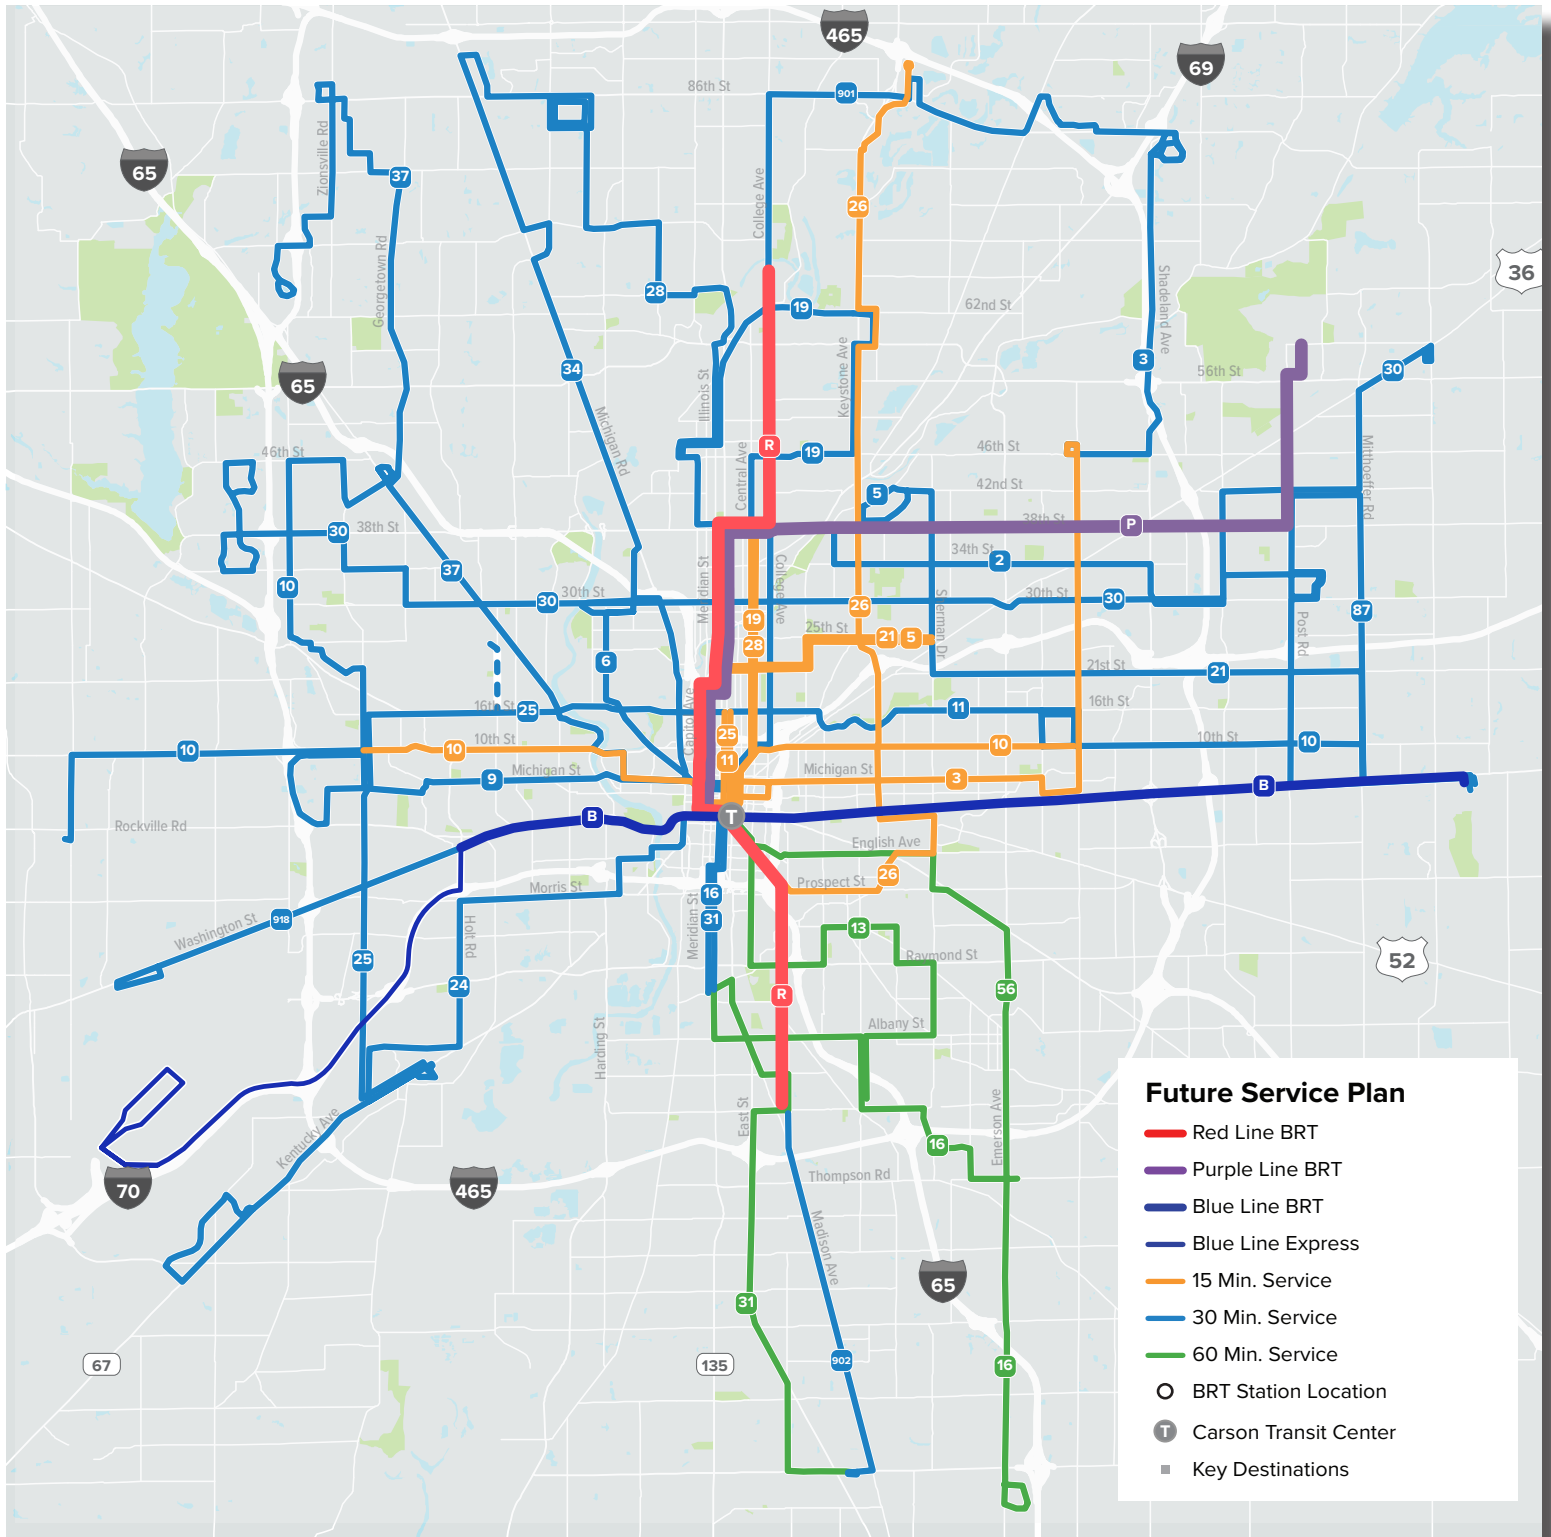 465
69
86th St
901
Zionsville Rd
65
37
College Ave
26
Georgetown Rd
Shadeland Ave
36
28
62nd St
19
Keystone Ave
3
56th St
30
65
34
Illinois St
Michigan Rd
R
46th St
46th St
19
Central Ave
Mitthoeffer Rd
42nd St
5
38th St
30
38th St
P
34th St
2
37
10
Meridian St
College Ave
30th St
30
30th St
30
Sherman Dr
26
87
19
25th St
21
5
28
Post Rd
6
21st St
21
16th St
25
11
16th St
Capitol Ave
25
10th St
10
10
10
10th St
10
11
Michigan St
9
Michigan St
3
B
B
T
Rockville Rd
English Ave
Prospect St
26
Morris St
16
Washington St
918
Holt Rd
Meridian St
31
13
Raymond St
52
25
24
R
56
Albany St
Harding St
East St
Emerson Ave
Kentucky Ave
16
70
465
Thompson Rd
Madison Ave
65
31
67
135
902
16
Future Service Plan
Red Line BRT
Purple Line BRT
Blue Line BRT
Blue Line Express
15 Min. Service
30 Min. Service
60 Min. Service
BRT Station Location
T Carson Transit Center
Key Destinations